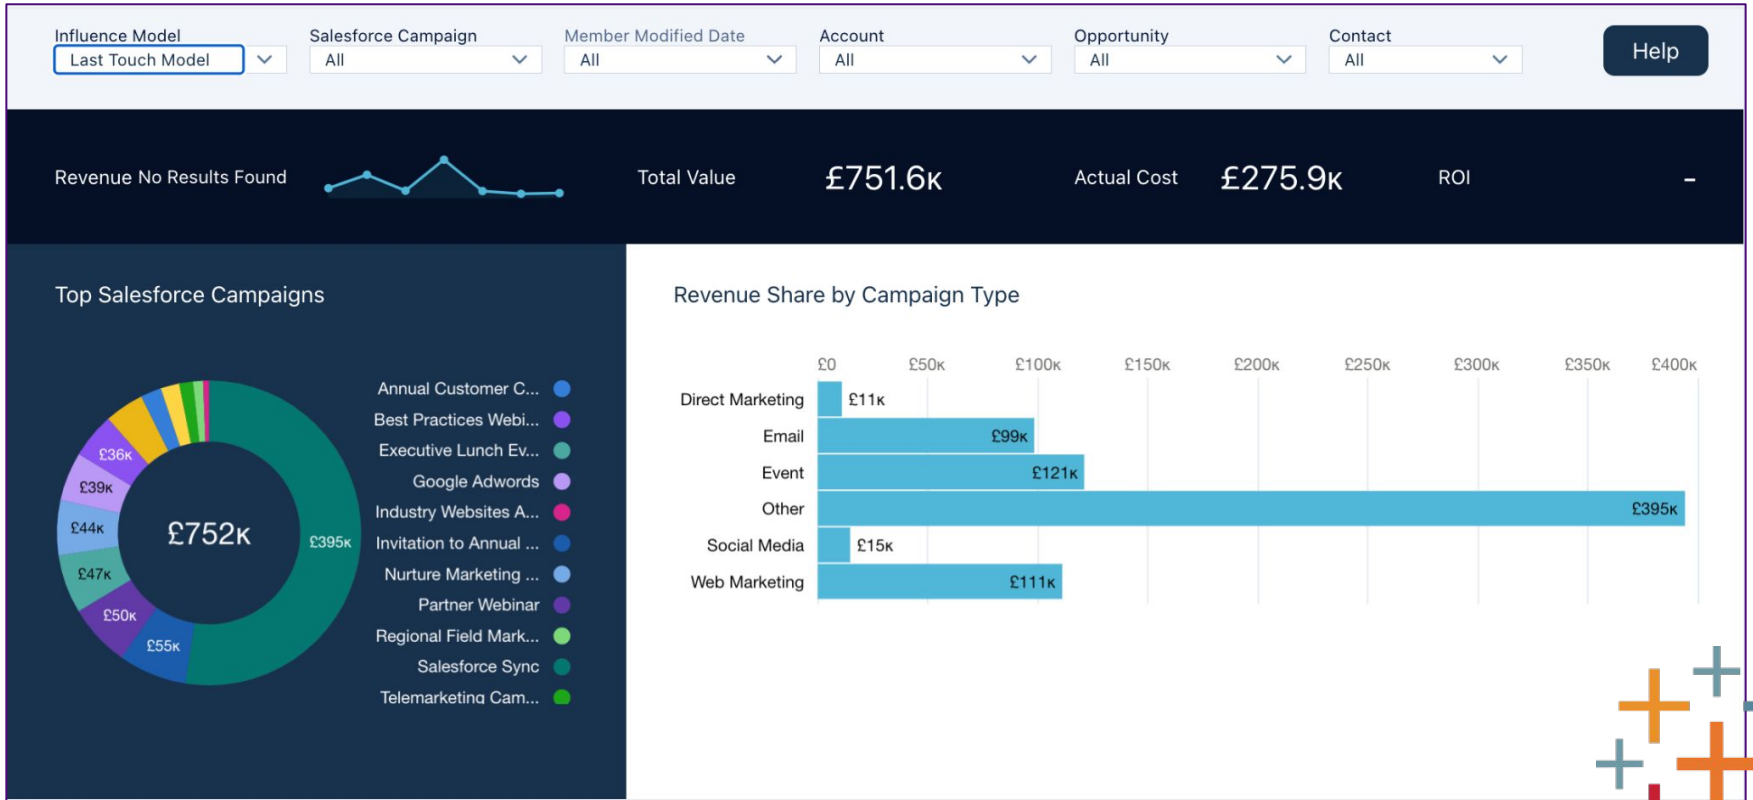 Influence Model
Last Touch Model
Salesforce Campaign
All
Member Modified Date
All
Account
All
Opportunity
All
Contact
All
Help
Revenue No Results Found
Total Value
£751.6K
Actual Cost
£275.9K
ROI
-
Top Salesforce Campaigns
£36K
£39K
£44K
£47K
£50K
£55K
£395K
£752K
Annual Customer C...
Best Practices Webi...
Executive Lunch Ev...
Google Adwords
Industry Websites A...
Invitation to Annual ...
Nurture Marketing ...
Partner Webinar
Regional Field Mark...
Salesforce Sync
Telemarketing Cam...
Revenue Share by Campaign Type
£0 £50K £100K £150K £200K £250K £300K £350K £400K
Direct Marketing £11K
Email £99K
Event £121K
Other £395K
Social Media £15K
Web Marketing £111K